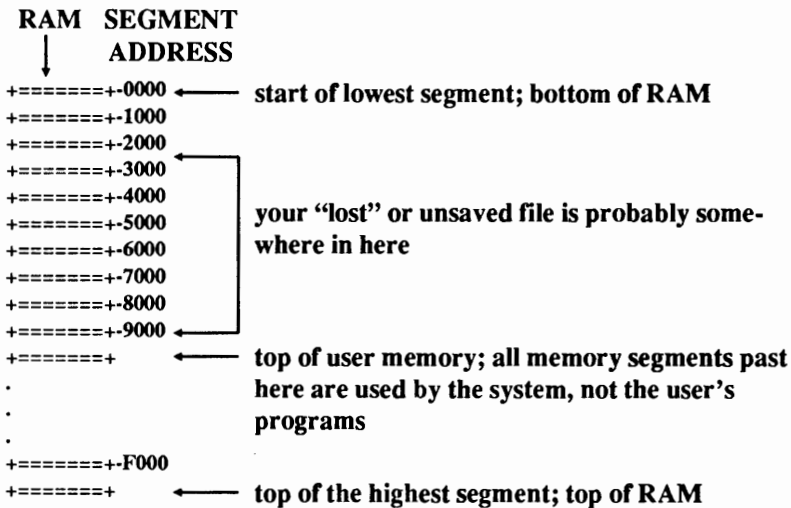 RAM SEGMENT
ADDRESS
+=======+-0000 start of lowest segment; bottom of RAM
+=======+-1000
+=======+-2000
+=======+-3000
+=======+-4000
+=======+-5000 your “lost” or unsaved file is probably some-
+=======+-6000 where in here
+=======+-7000
+=======+-8000
+=======+-9000
+=======+ top of user memory; all memory segments past
. here are used by the system, not the user's
. programs
.
+=======+-F000
+=======+ top of the highest segment; top of RAM